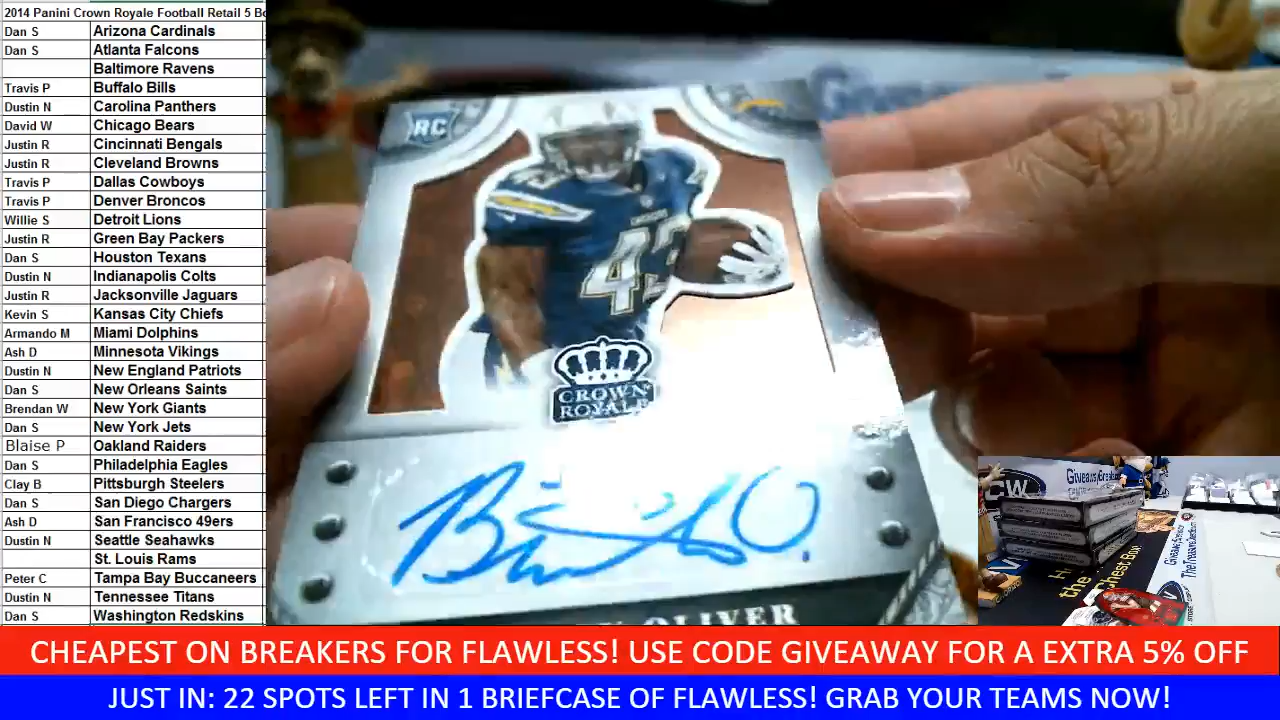 2014 Panini Crown Royale Football Retail 5
Dan S Arizona Cardinals
Dan S Atlanta Falcons
Baltimore Ravens
Travis P Buffalo Bills
Dustin N Carolina Panthers
David W Chicago Bears
Justin R Cincinnati Bengals
Justin R Cleveland Browns
Travis P Dallas Cowboys
Travis P Denver Broncos
Willie S Detroit Lions
Justin R Green Bay Packers
Dan S Houston Texans
Dustin N Indianapolis Colts
Justin R Jacksonville Jaguars
Kevin S Kansas City Chiefs
Armando M Miami Dolphins
Ash D Minnesota Vikings
Dustin N New England Patriots
Dan S New Orleans Saints
Brendan W New York Giants
Dan S New York Jets
Blaise P Oakland Raiders
Dan S Philadelphia Eagles
Clay B Pittsburgh Steelers
Dan S San Diego Chargers
Ash D San Francisco 49ers
Dustin N Seattle Seahawks
St. Louis Rams
Peter C Tampa Bay Buccaneers
Dustin N Tennessee Titans
Dan S Washington Redskins
RC
43
CROWN
ROYALE
OLIVER
CW
CHEAPEST ON BREAKERS FOR FLAWLESS! USE CODE GIVEAWAY FOR A EXTRA 5% OFF
JUST IN: 22 SPOTS LEFT IN 1 BRIEFCASE OF FLAWLESS! GRAB YOUR TEAMS NOW!